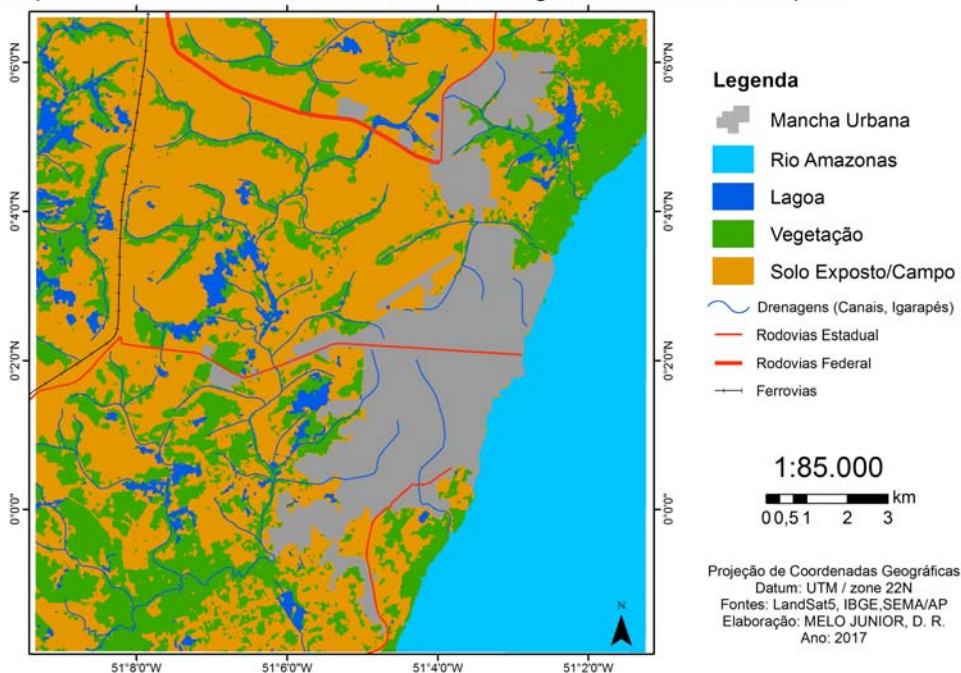 51°8'0"W
51°6'0"W
51°4'0"W
51°2'0"W
0°6'0"N
0°4'0"N
0°2'0"N
0°0'0"
0°6'0"N
0°4'0"N
0°2'0"N
0°0'0"
N
Legenda
Mancha Urbana
Rio Amazonas
Lagoa
Vegetação
Solo Exposto/Campo
Drenagens (Canais, Igarapés)
Rodovias Estadual
Rodovias Federal
Ferrovias
1:85.000
0 0,5 1 2 3 km
Projeção de Coordenadas Geográficas
Datum: UTM / zone 22N
Fontes: LandSat5, IBGE,SEMA/AP
Elaboração: MELO JUNIOR, D. R.
Ano: 2017